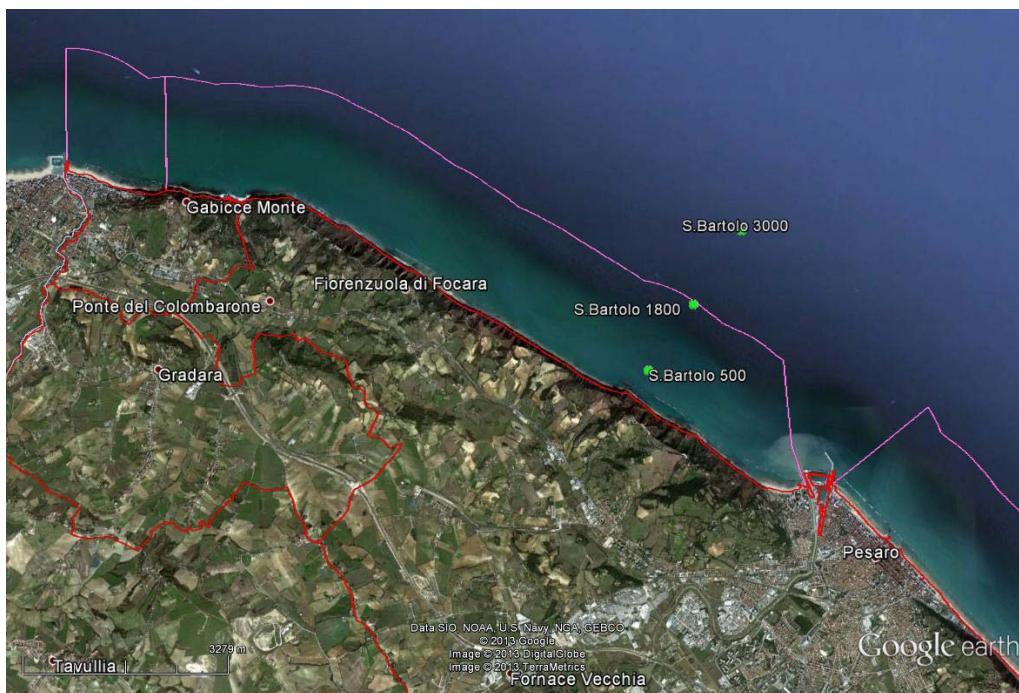 S.Bartolo 3000
Gabicce Monte
Fiorenzuola di Focara
Ponte del Colombarone
S.Bartolo 1800
Gradara
S.Bartolo 500
Pesaro
Data SIO, NOAA, U.S. Navy, NGA, GEBCO
© 2013 Google
Image © 2013 DigitalGlobe
Image © 2013 TerraMetrics
Google earth
3279 m
Tavullia
Fornace Vecchia